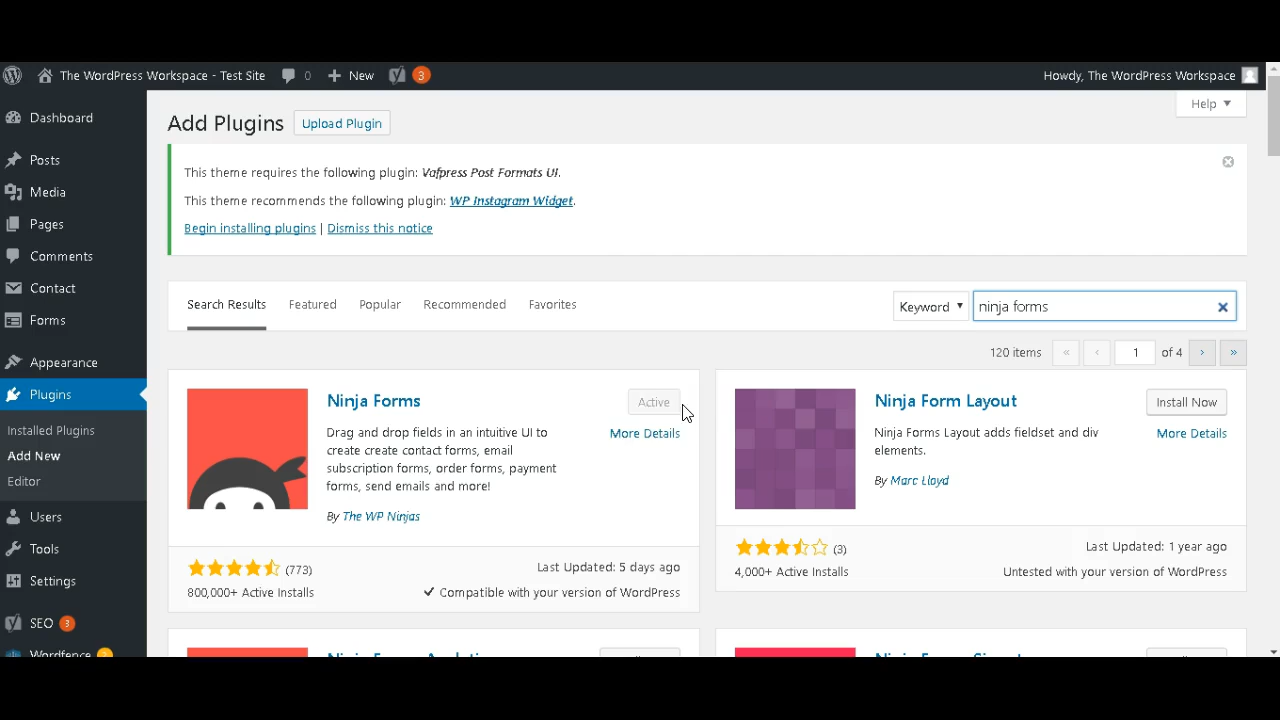 The WordPress Workspace - Test Site 0 New 3 Howdy, The WordPress Workspace
Help
Dashboard
Posts
Media
Pages
Comments
Contact
Forms
Appearance
Plugins
Installed Plugins
Add New
Editor
Users
Tools
Settings
SEO 3
Wordfence
Add Plugins Upload Plugin
This theme requires the following plugin: Vafpress Post Formats UI.
This theme recommends the following plugin: WP Instagram Widget.
Begin installing plugins | Dismiss this notice
Search Results Featured Popular Recommended Favorites Keyword ninja forms
120 items « ‹ 1 of 4 › »
Ninja Forms Active
More Details
Drag and drop fields in an intuitive UI to
create create contact forms, email
subscription forms, order forms, payment
forms, send emails and more!
By The WP Ninjas
(773) Last Updated: 5 days ago
800,000+ Active Installs Compatible with your version of WordPress
Ninja Form Layout Install Now
More Details
Ninja Forms Layout adds fieldset and div
elements.
By Marc Lloyd
(3) Last Updated: 1 year ago
4,000+ Active Installs Untested with your version of WordPress